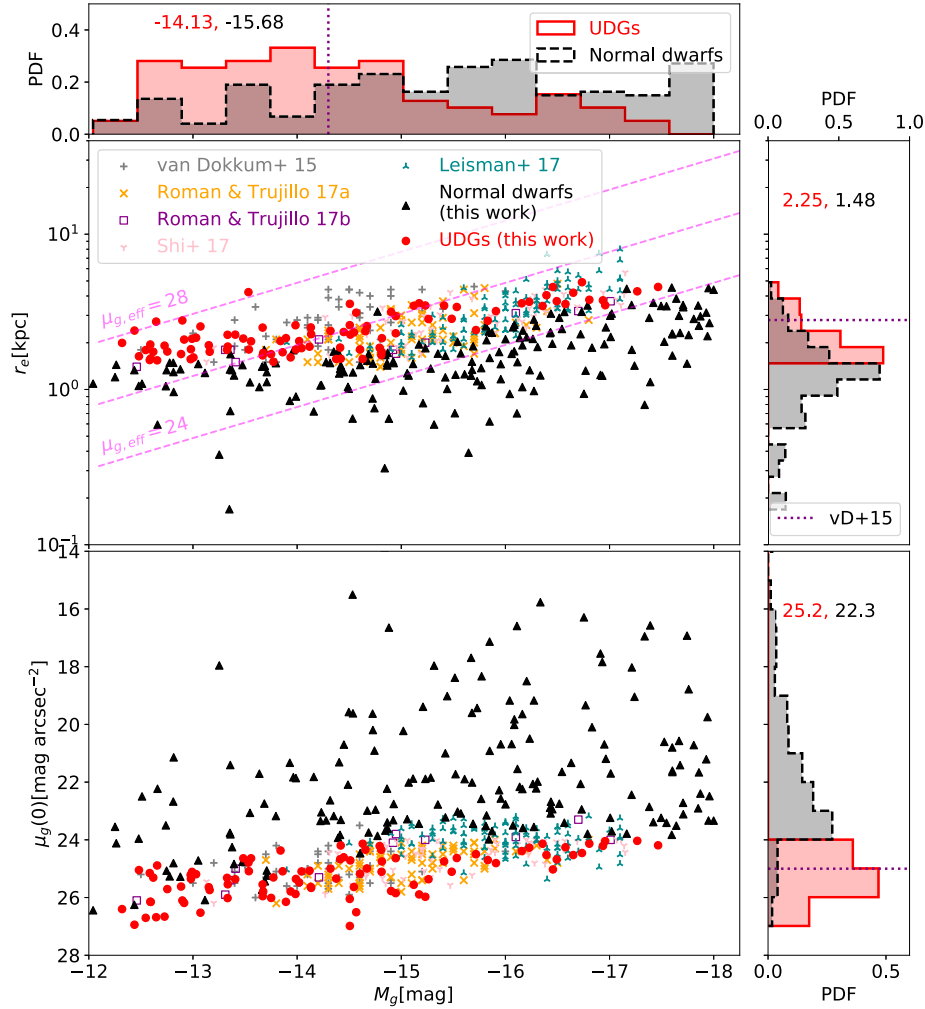 0.4
0.2
0.0
PDF
-14.13, -15.68
UDGs
Normal dwarfs
PDF
0.0 0.5 1.0
van Dokkum+ 15
Roman & Trujillo 17a
Roman & Trujillo 17b
Shi+ 17
Leisman+ 17
Normal dwarfs
(this work)
UDGs (this work)
μg,eff = 28
μg,eff = 24
10¹
10⁰
10⁻¹
re[kpc]
2.25, 1.48
vD+15
14
16
18
20
22
24
26
28
μg(0)[mag arcsec⁻²]
25.2, 22.3
−12 −13 −14 −15 −16 −17 −18
Mg[mag]
0.0 0.5
PDF